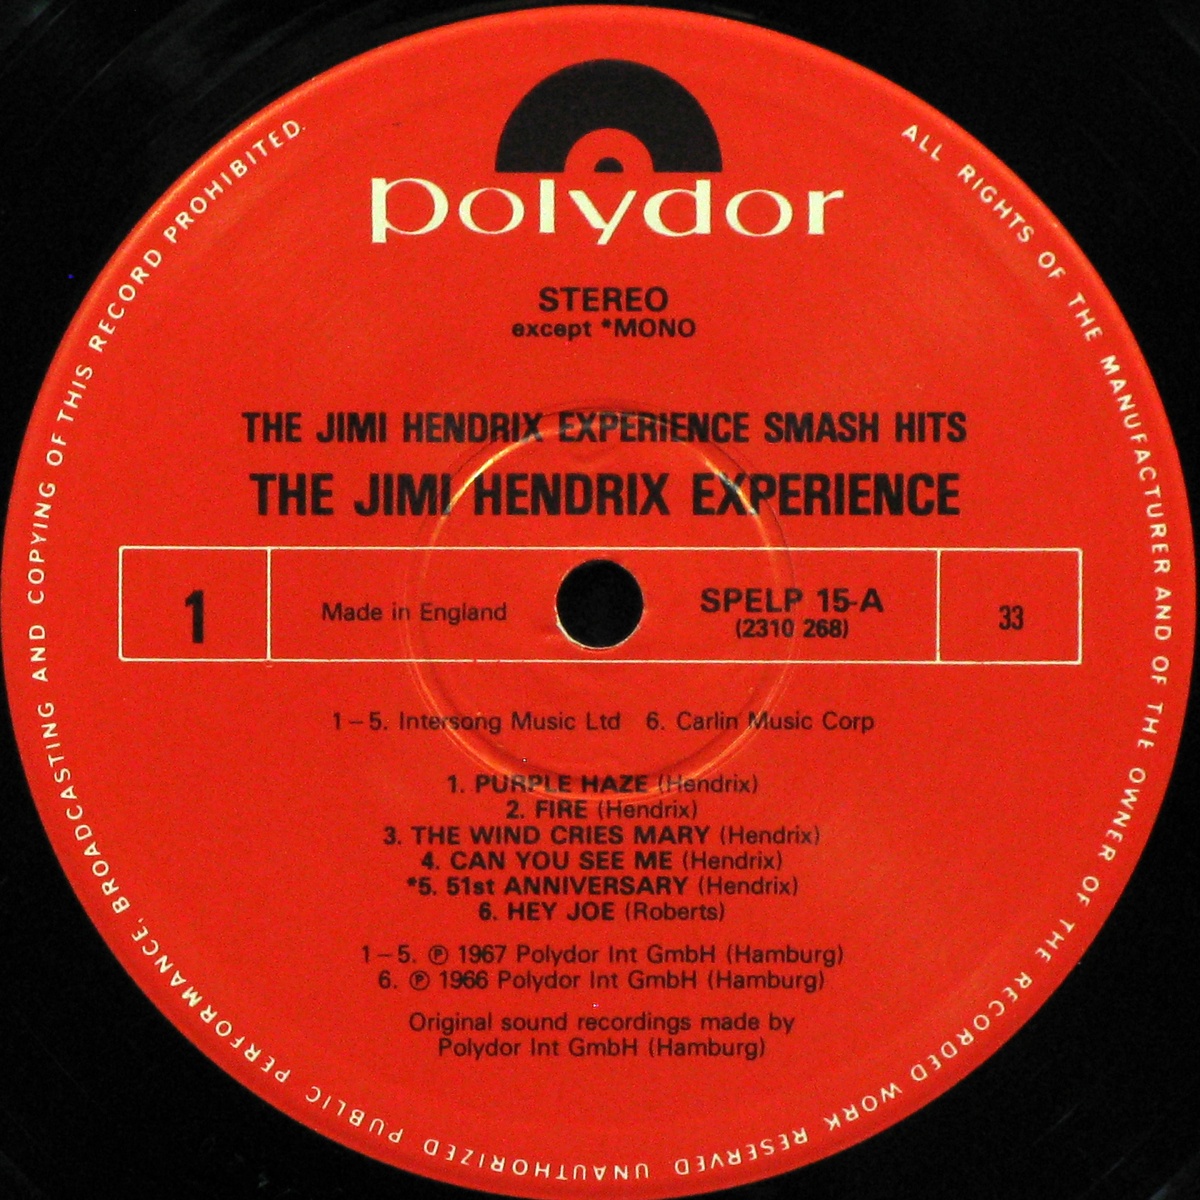 polydor
STEREO
except *MONO
THE JIMI HENDRIX EXPERIENCE SMASH HITS
THE JIMI HENDRIX EXPERIENCE
1
Made in England
SPELP 15-A
(2310 268)
33
1–5. Intersong Music Ltd 6. Carlin Music Corp
1. PURPLE HAZE (Hendrix)
2. FIRE (Hendrix)
3. THE WIND CRIES MARY (Hendrix)
4. CAN YOU SEE ME (Hendrix)
*5. 51st ANNIVERSARY (Hendrix)
6. HEY JOE (Roberts)
1–5. ℗ 1967 Polydor Int GmbH (Hamburg)
6. ℗ 1966 Polydor Int GmbH (Hamburg)
Original sound recordings made by
Polydor Int GmbH (Hamburg)
ALL RIGHTS OF THE MANUFACTURER AND OF THE OWNER OF THE RECORDED WORK RESERVED. UNAUTHORIZED PUBLIC PERFORMANCE, BROADCASTING AND COPYING OF THIS RECORD PROHIBITED.